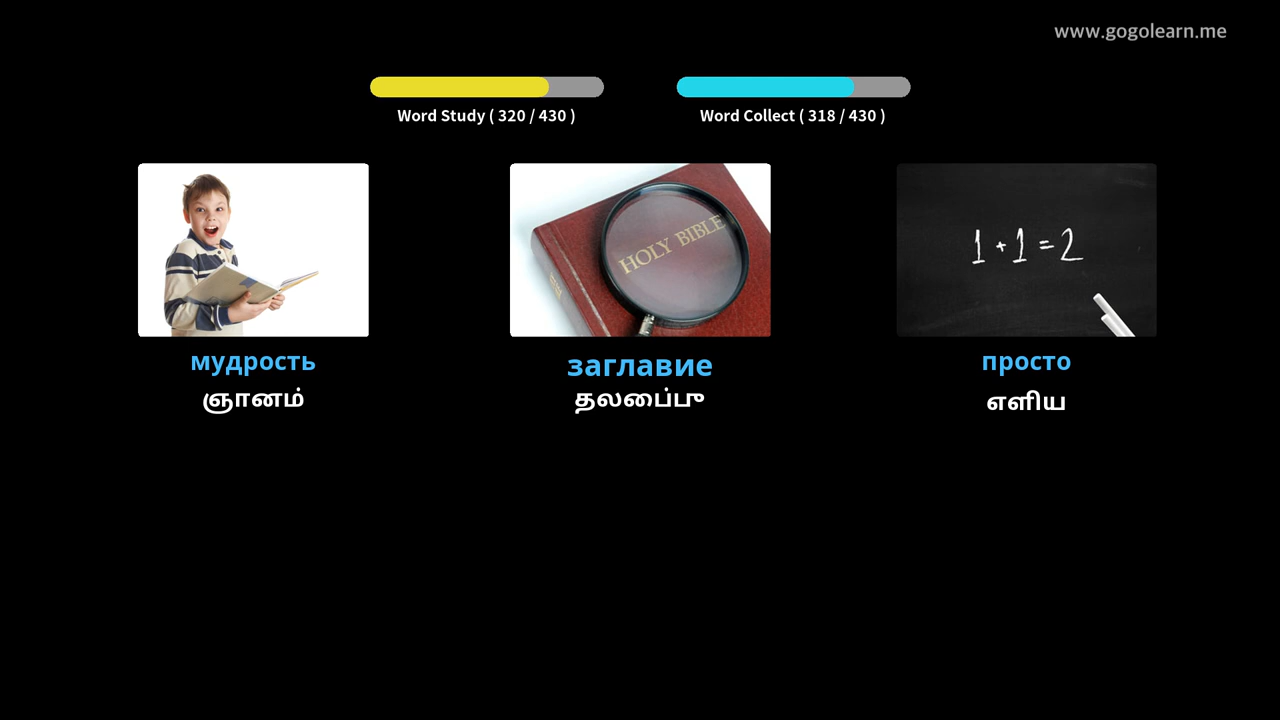 www.gogolearn.me
Word Study ( 320 / 430 )
Word Collect ( 318 / 430 )
HOLY BIBLE
1 + 1 = 2
мудрость
заглавие
просто
ஞானம்
தலைப்பு
எளிய